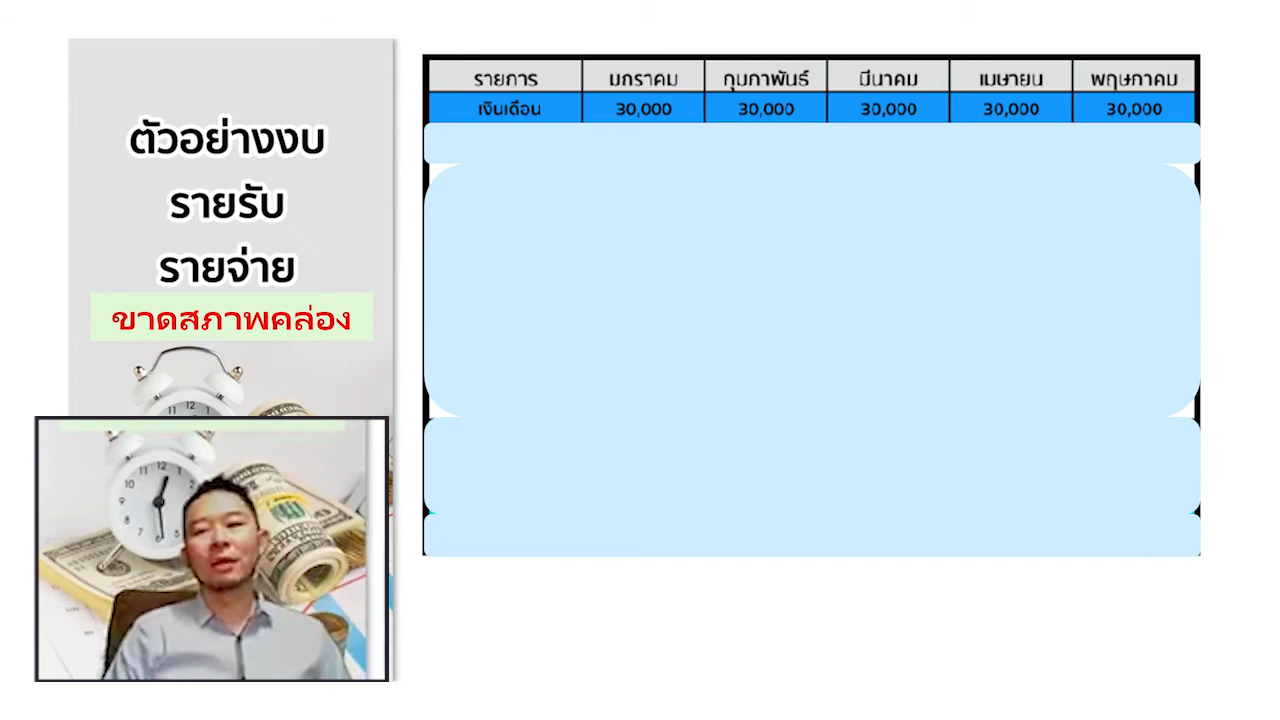 ตัวอย่างงบ
รายรับ
รายจ่าย
ขาดสภาพคล่อง
รายการ มกราคม กุมภาพันธ์ มีนาคม เมษายน พฤษภาคม
เงินเดือน 30,000 30,000 30,000 30,000 30,000